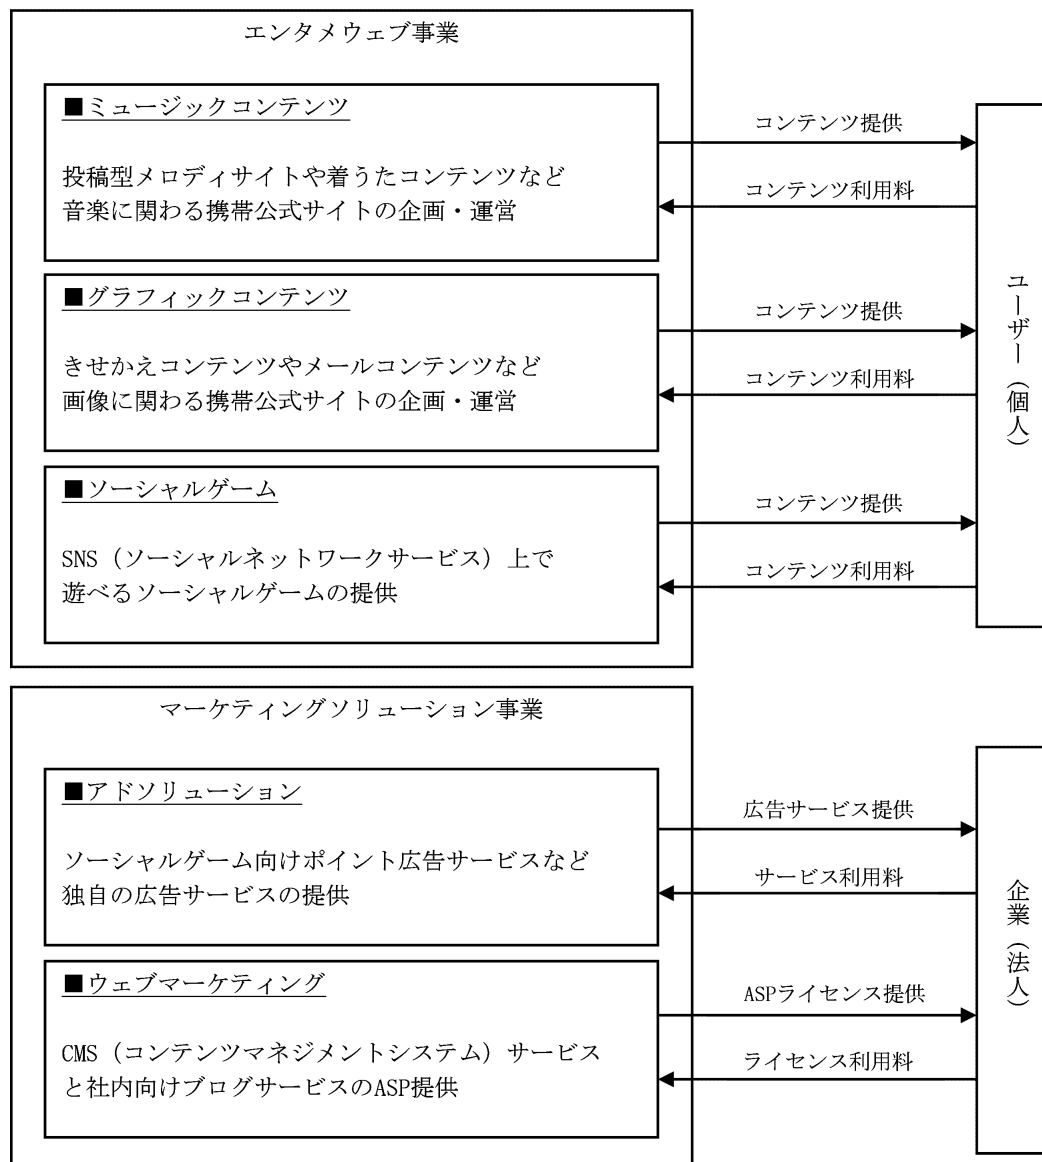 エンタメウェブ事業
■ミュージックコンテンツ
投稿型メロディサイトや着うたコンテンツなど
音楽に関わる携帯公式サイトの企画・運営
コンテンツ提供
コンテンツ利用料
■グラフィックコンテンツ
きせかえコンテンツやメールコンテンツなど
画像に関わる携帯公式サイトの企画・運営
コンテンツ提供
コンテンツ利用料
■ソーシャルゲーム
SNS（ソーシャルネットワークサービス）上で
遊べるソーシャルゲームの提供
コンテンツ提供
コンテンツ利用料
ユーザー（個人）
マーケティングソリューション事業
■アドソリューション
ソーシャルゲーム向けポイント広告サービスなど
独自の広告サービスの提供
広告サービス提供
サービス利用料
■ウェブマーケティング
CMS（コンテンツマネジメントシステム）サービス
と社内向けブログサービスのASP提供
ASPライセンス提供
ライセンス利用料
企業（法人）